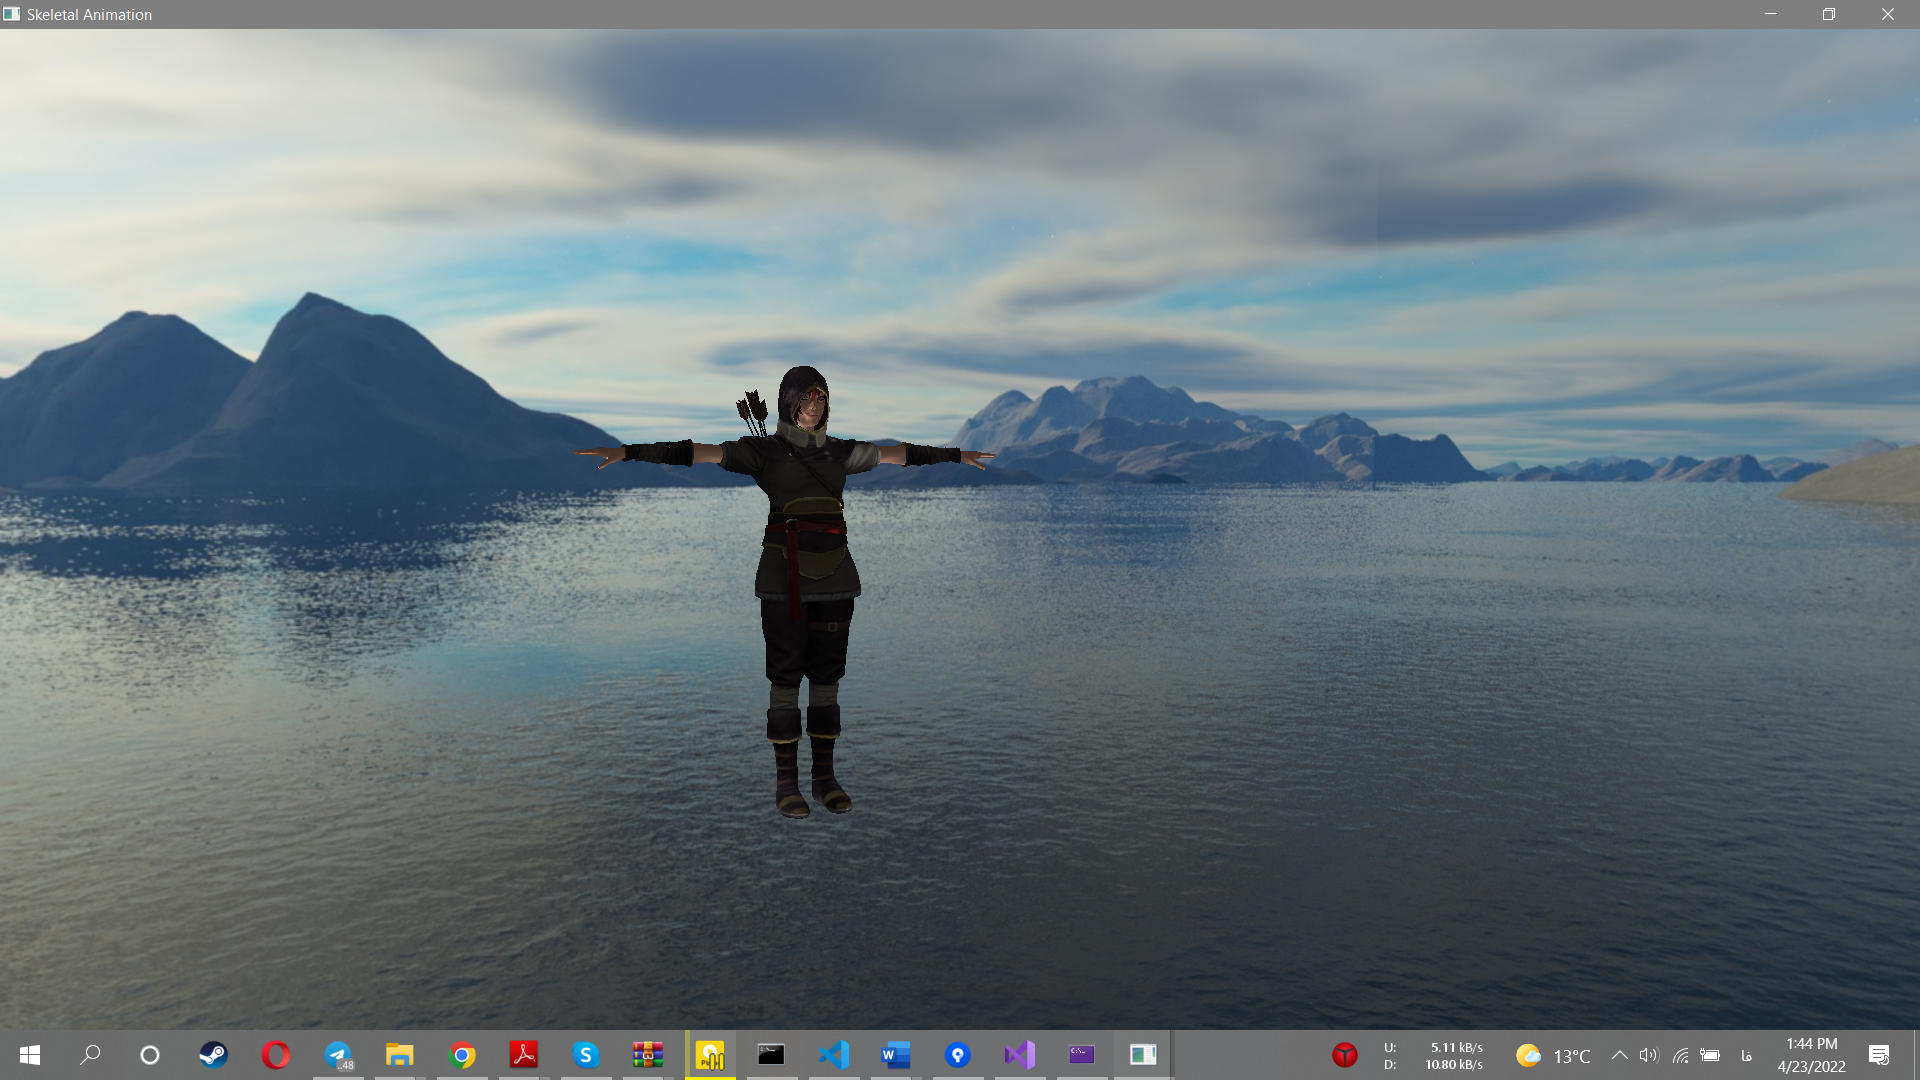 Skeletal Animation
.48
W
U: 5.11 kB/s
D: 10.80 kB/s
13°C
فا
1:44 PM
4/23/2022